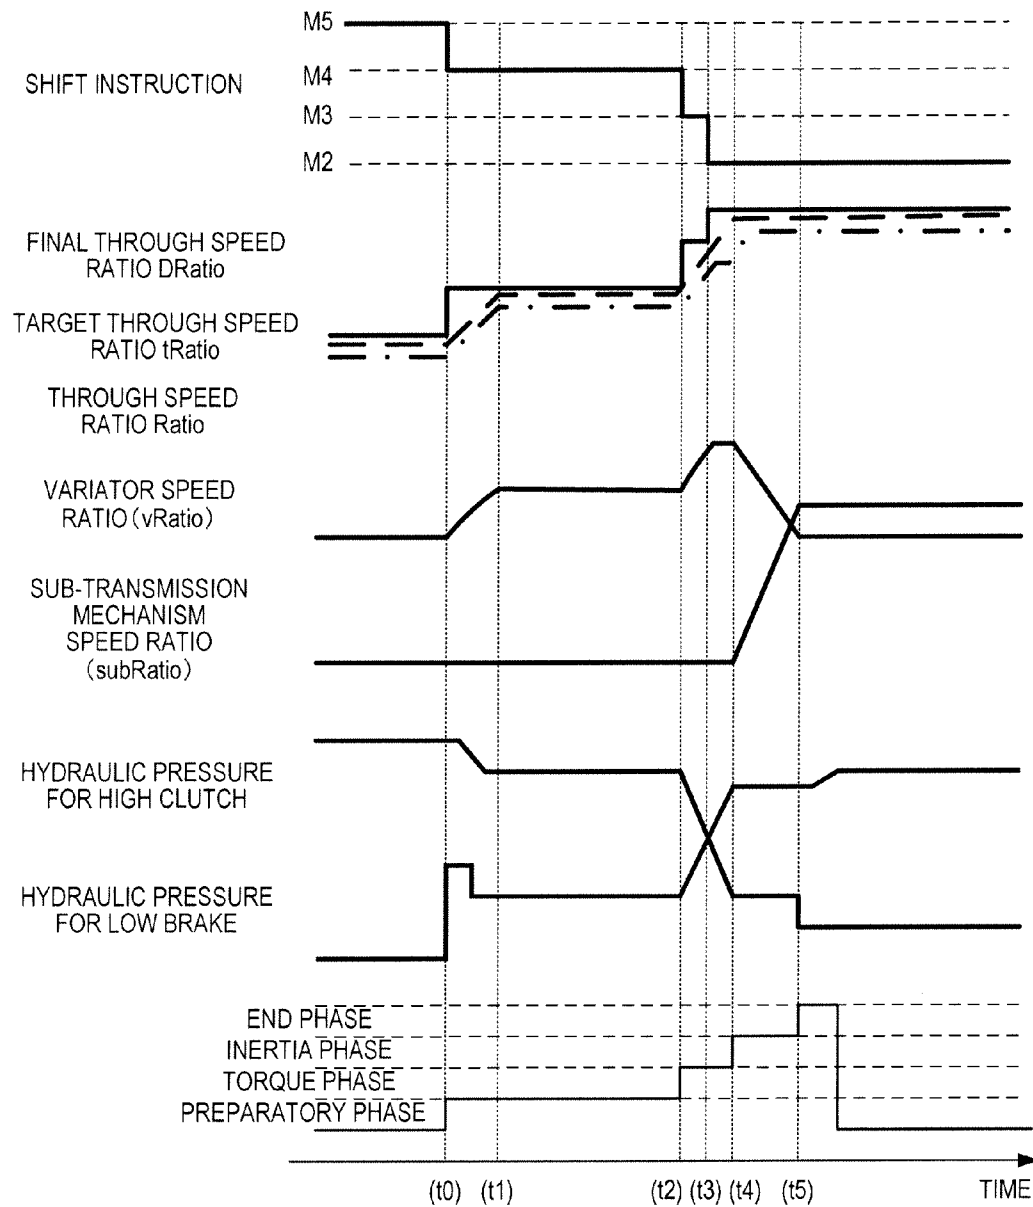 M5
SHIFT INSTRUCTION
M4
M3
M2
FINAL THROUGH SPEED
RATIO DRatio
TARGET THROUGH SPEED
RATIO tRatio
THROUGH SPEED
RATIO Ratio
VARIATOR SPEED
RATIO (vRatio)
SUB-TRANSMISSION
MECHANISM
SPEED RATIO
(subRatio)
HYDRAULIC PRESSURE
FOR HIGH CLUTCH
HYDRAULIC PRESSURE
FOR LOW BRAKE
END PHASE
INERTIA PHASE
TORQUE PHASE
PREPARATORY PHASE
(t0) (t1) (t2) (t3) (t4) (t5) TIME